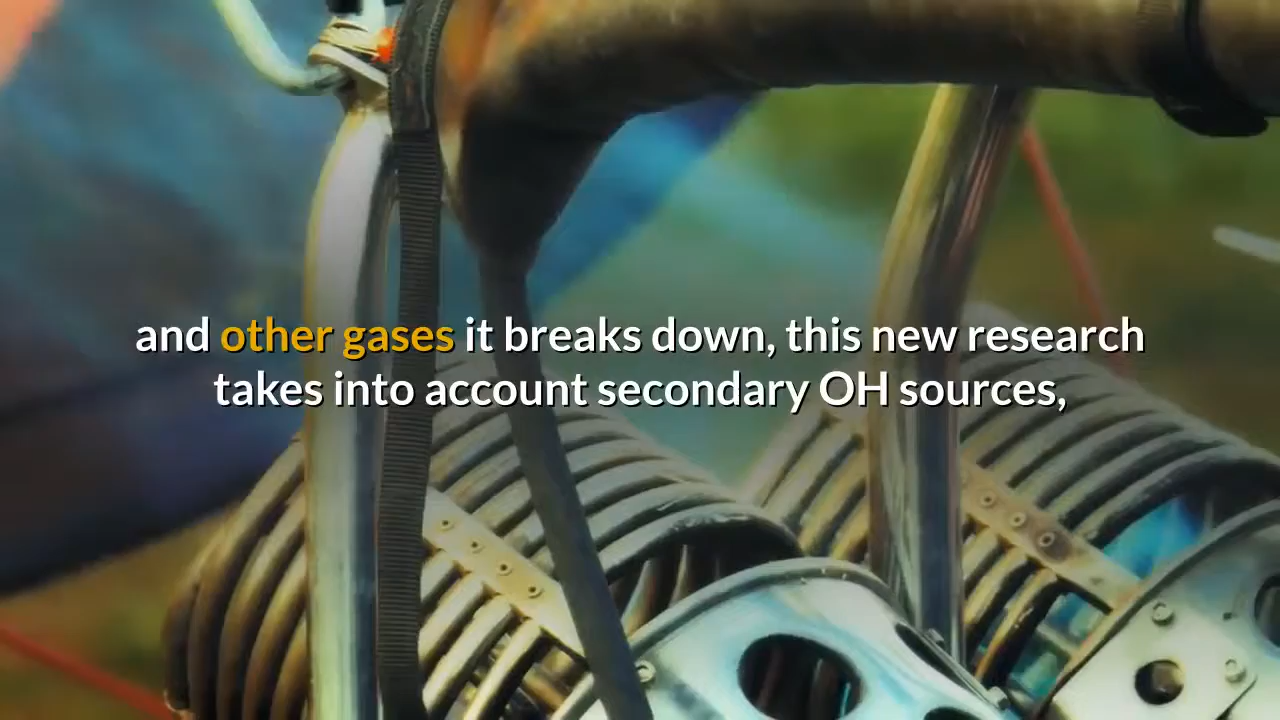 and other gases it breaks down, this new research
takes into account secondary OH sources,